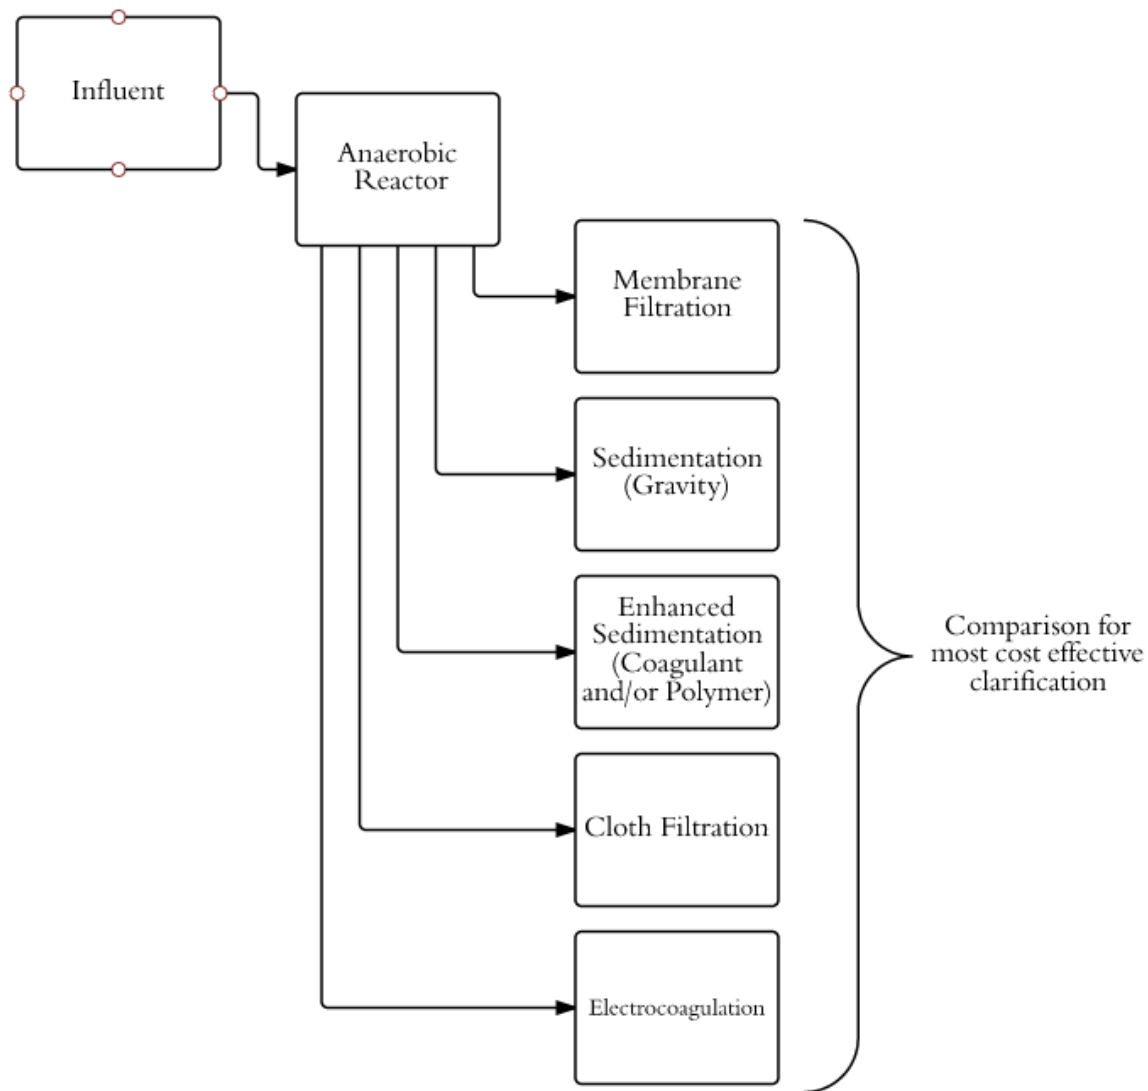 Influent
Anaerobic
Reactor
Membrane
Filtration
Sedimentation
(Gravity)
Enhanced
Sedimentation
(Coagulant
and/or Polymer)
Comparison for
most cost effective
clarification
Cloth Filtration
Electrocoagulation